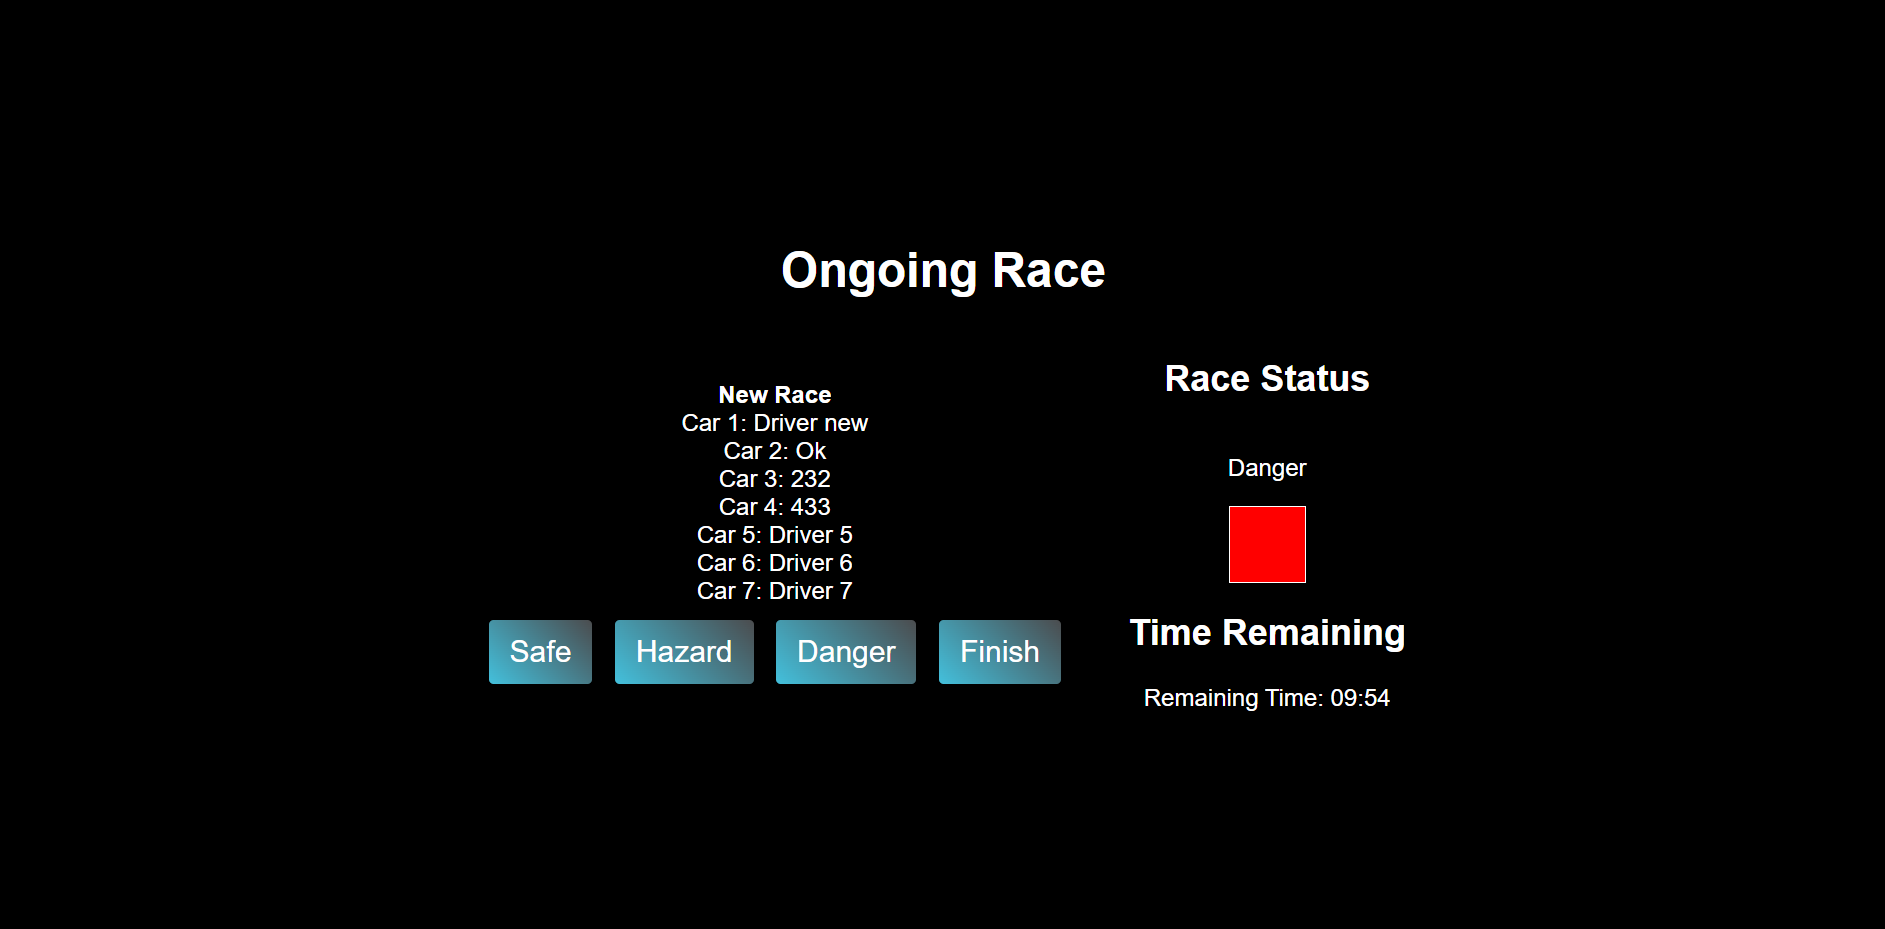 Ongoing Race
New Race
Car 1: Driver new
Car 2: Ok
Car 3: 232
Car 4: 433
Car 5: Driver 5
Car 6: Driver 6
Car 7: Driver 7
Safe Hazard Danger Finish
Race Status
Danger
Time Remaining
Remaining Time: 09:54